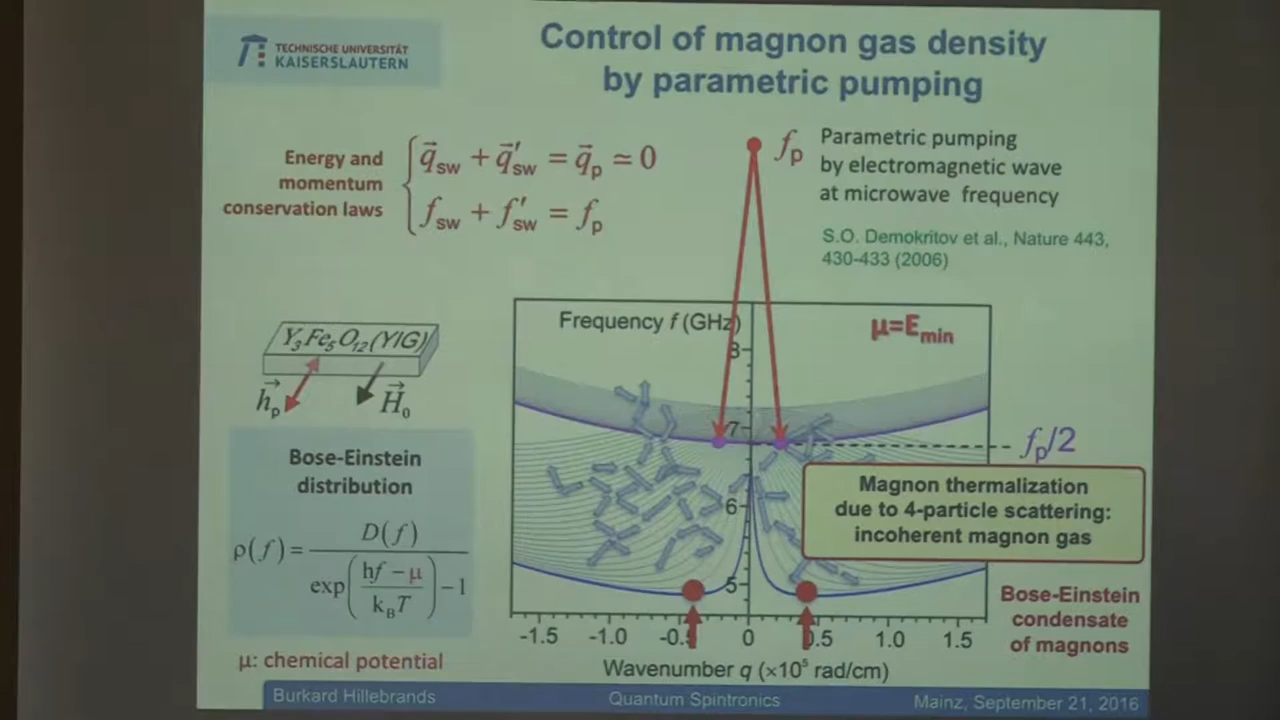 TECHNISCHE UNIVERSITÄT
KAISERSLAUTERN
Control of magnon gas density
by parametric pumping
Energy and
momentum
conservation laws
q⃗sw + q⃗′sw = q⃗p ≃ 0
fsw + f′sw = fp
fp
Parametric pumping
by electromagnetic wave
at microwave frequency
S.O. Demokritov et al., Nature 443,
430-433 (2006)
Y3Fe5O12(YIG)
h⃗p
H⃗0
Bose-Einstein
distribution
ρ(f) = D(f) / exp((hf − μ) / kBT) − 1
μ: chemical potential
Frequency f (GHz)
μ=Emin
8
7
6
5
fp/2
Magnon thermalization
due to 4-particle scattering:
incoherent magnon gas
Bose-Einstein
condensate
of magnons
-1.5 -1.0 -0.5 0 0.5 1.0 1.5
Wavenumber q (×10⁵ rad/cm)
Burkard Hillebrands
Quantum Spintronics
Mainz, September 21, 2016